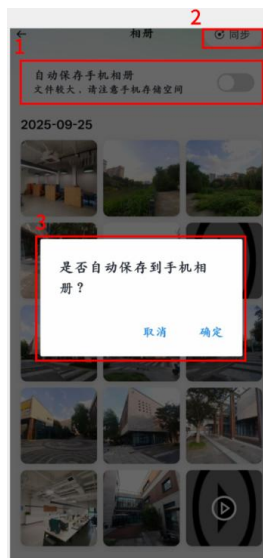 2
← 相册 同步
1
自动保存手机相册
文件较大，请注意手机存储空间
2025-09-25
3
是否自动保存到手机相
册？
取消 确定